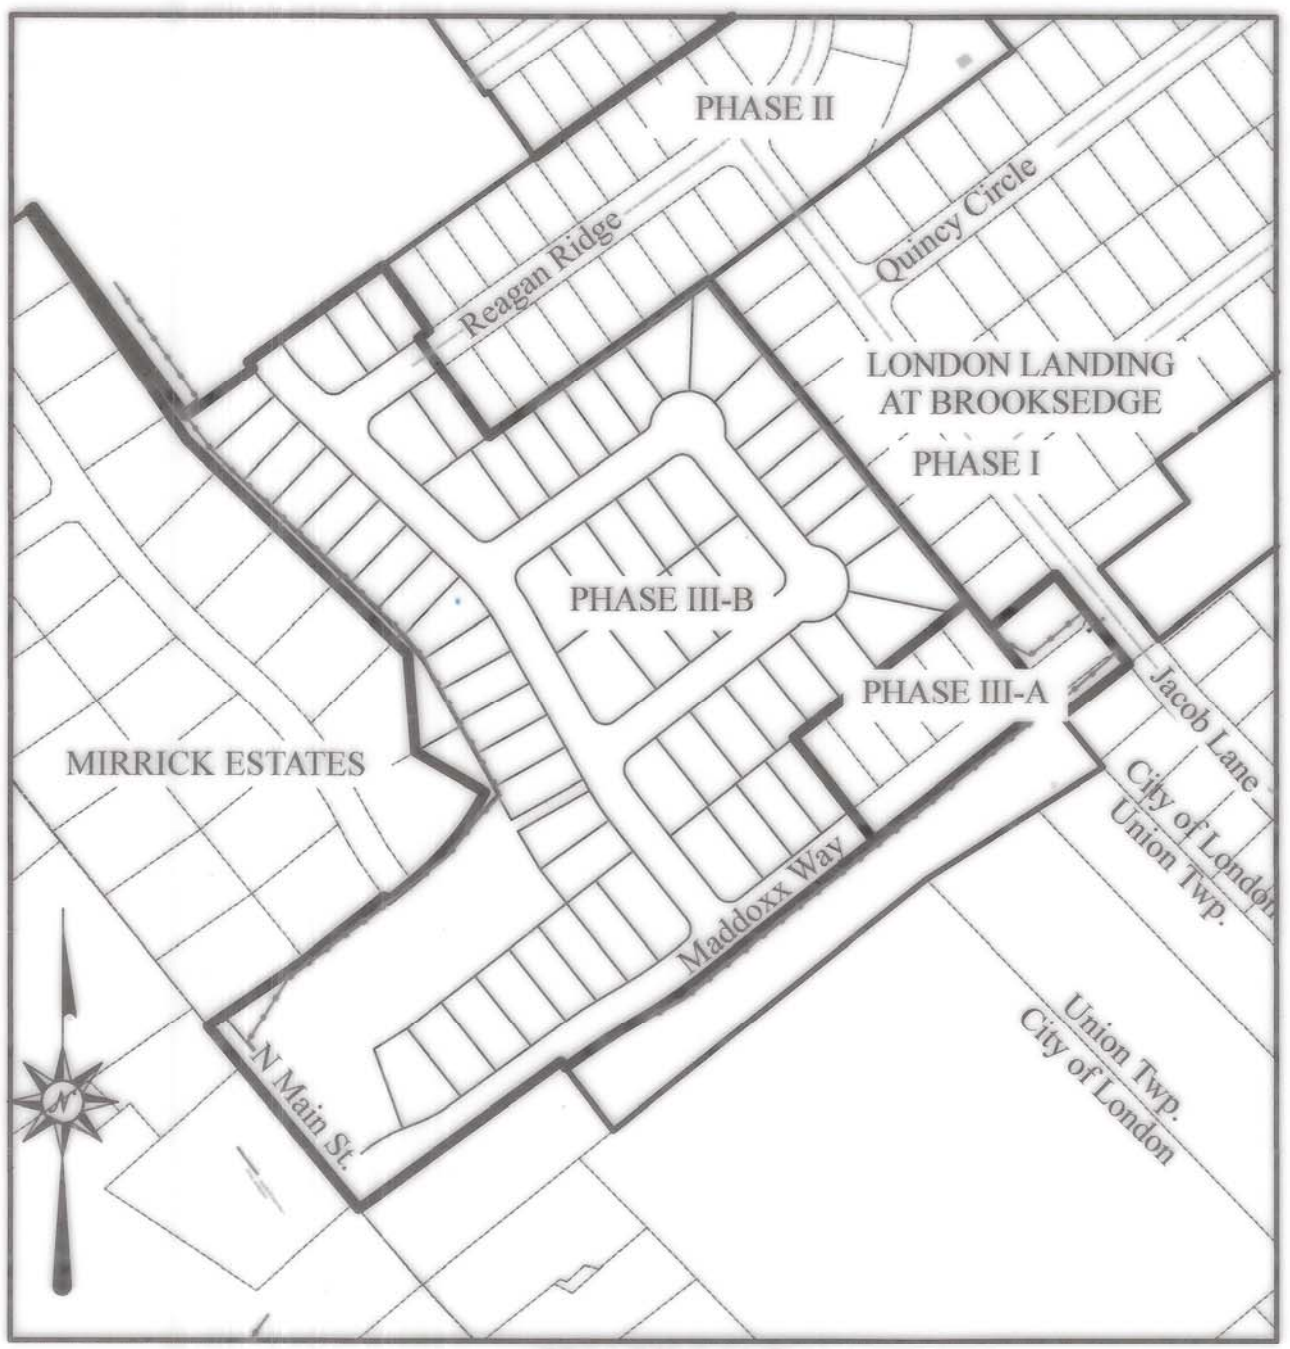 PHASE II
Quincy Circle
Reagan Ridge
LONDON LANDING
AT BROOKSEDGE
PHASE I
PHASE III-B
PHASE III-A
Jacob Lane
MIRRICK ESTATES
City of London
Union Twp.
Maddoxx Way
Union Twp.
City of London
N Main St.
N